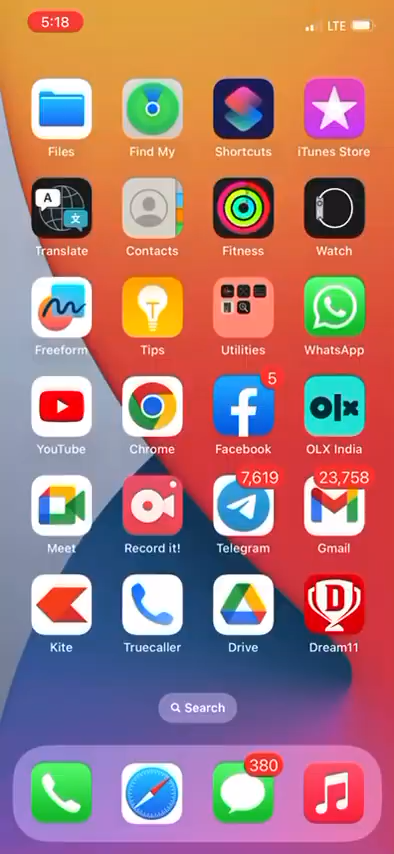 5:18
LTE
Files Find My Shortcuts iTunes Store
A
文
Translate Contacts Fitness Watch
Freeform Tips Utilities WhatsApp
5
olx
YouTube Chrome Facebook OLX India
7,619 23,758
Meet Record it! Telegram Gmail
D
Kite Truecaller Drive Dream11
Search
380